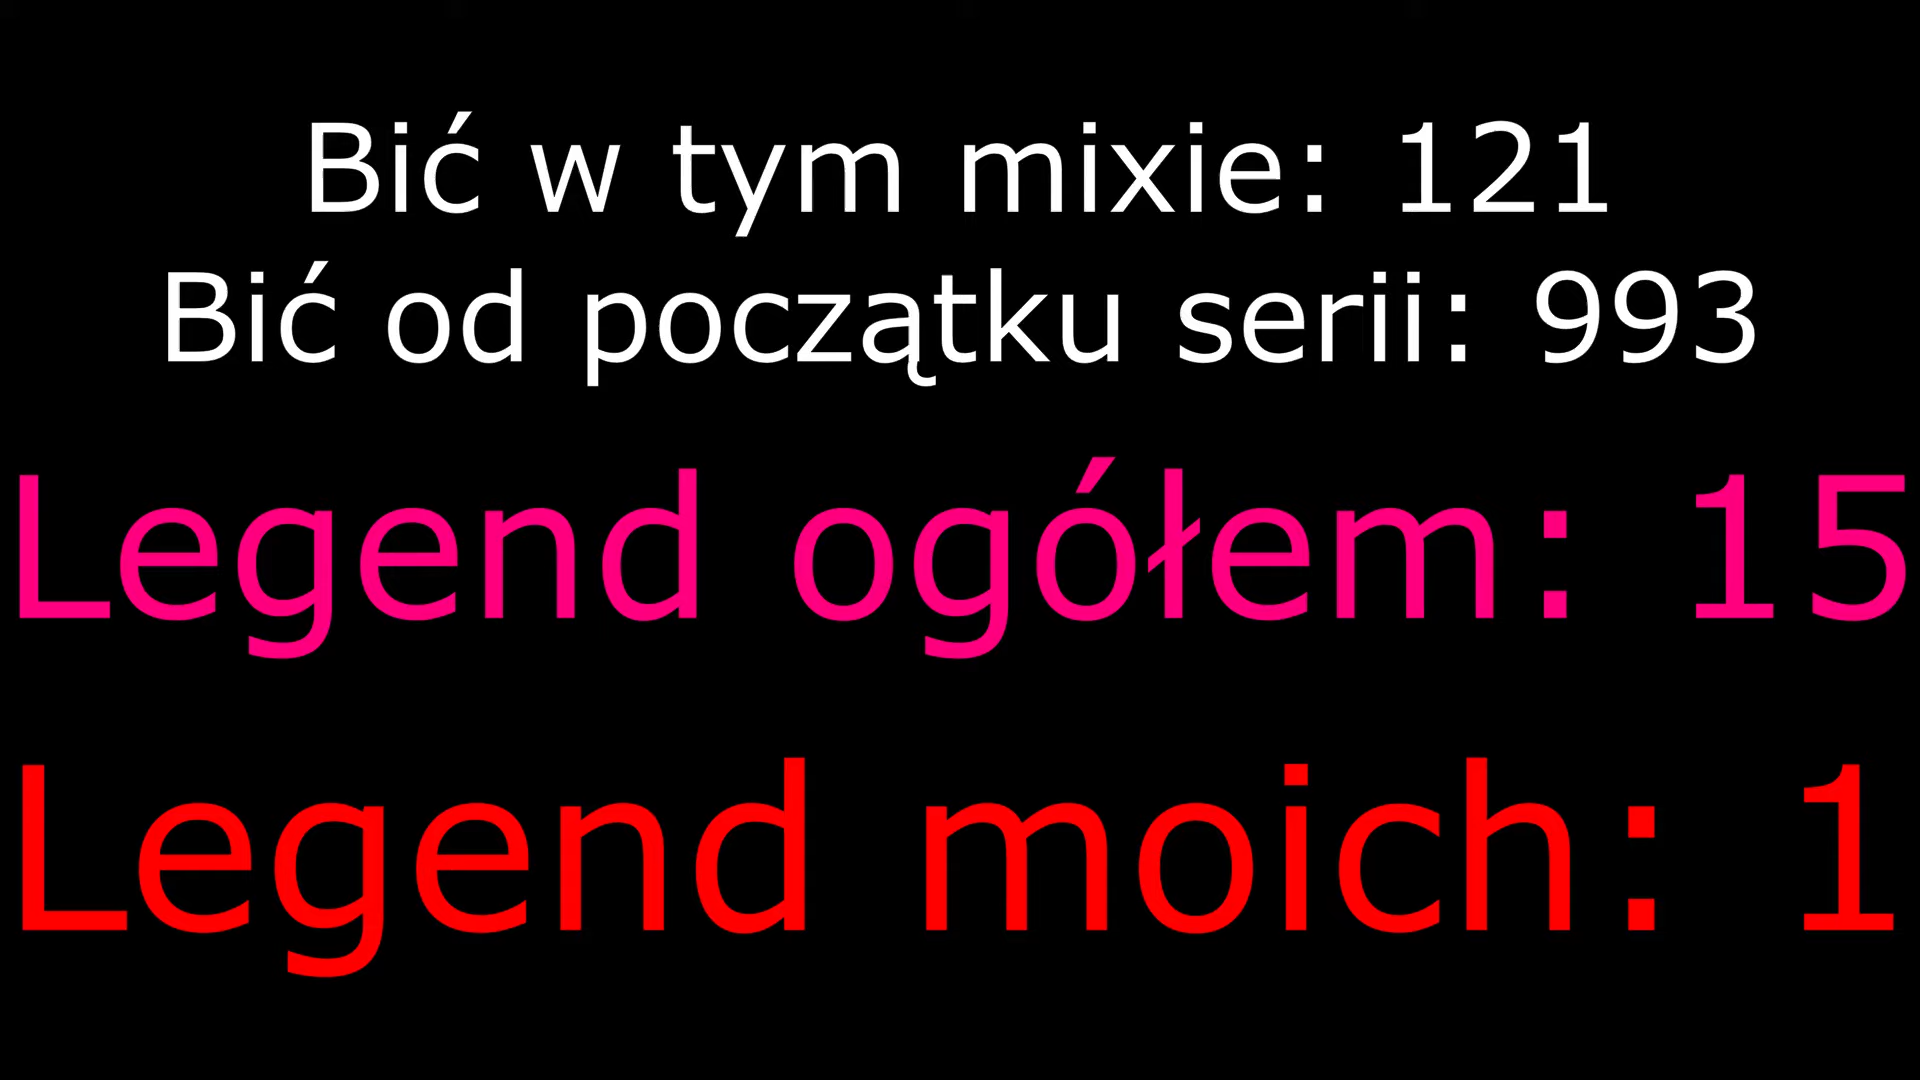 Bić w tym mixie: 121
Bić od początku serii: 993
Legend ogółem: 15
Legend moich: 1